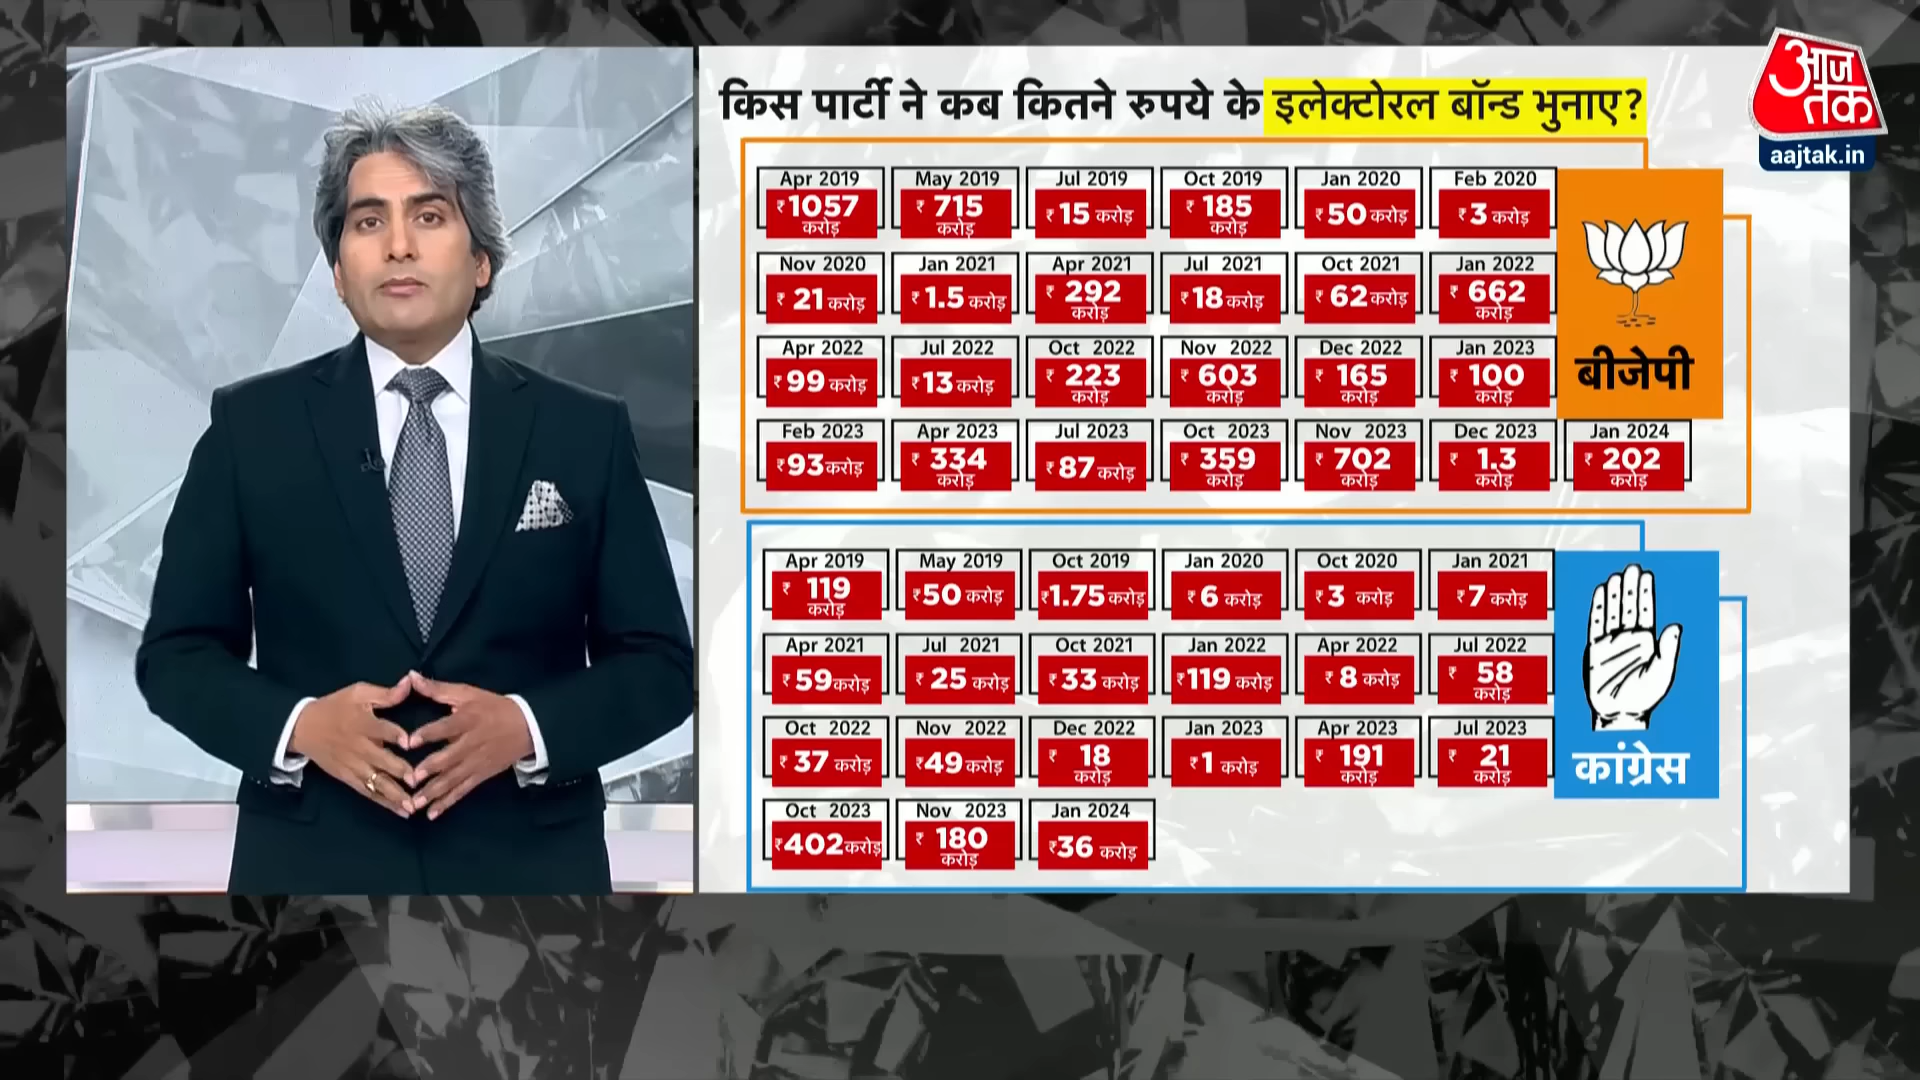 किस पार्टी ने कब कितने रुपये के इलेक्टोरल बॉन्ड भुनाए?
आज
तक
aajtak.in
Apr 2019 May 2019 Jul 2019 Oct 2019 Jan 2020 Feb 2020
₹1057 करोड़ ₹ 715 करोड़ ₹ 15 करोड़ ₹ 185 करोड़ ₹ 50 करोड़ ₹ 3 करोड़
Nov 2020 Jan 2021 Apr 2021 Jul 2021 Oct 2021 Jan 2022
₹ 21 करोड़ ₹ 1.5 करोड़ ₹ 292 करोड़ ₹ 18 करोड़ ₹ 62 करोड़ ₹ 662 करोड़
Apr 2022 Jul 2022 Oct 2022 Nov 2022 Dec 2022 Jan 2023
₹ 99 करोड़ ₹ 13 करोड़ ₹ 223 करोड़ ₹ 603 करोड़ ₹ 165 करोड़ ₹ 100 करोड़
बीजेपी
Feb 2023 Apr 2023 Jul 2023 Oct 2023 Nov 2023 Dec 2023 Jan 2024
₹ 93 करोड़ ₹ 334 करोड़ ₹ 87 करोड़ ₹ 359 करोड़ ₹ 702 करोड़ ₹ 1.3 करोड़ ₹ 202 करोड़
Apr 2019 May 2019 Oct 2019 Jan 2020 Oct 2020 Jan 2021
₹ 119 करोड़ ₹ 50 करोड़ ₹1.75 करोड़ ₹ 6 करोड़ ₹ 3 करोड़ ₹ 7 करोड़
Apr 2021 Jul 2021 Oct 2021 Jan 2022 Apr 2022 Jul 2022
₹ 59 करोड़ ₹ 25 करोड़ ₹ 33 करोड़ ₹119 करोड़ ₹ 8 करोड़ ₹ 58 करोड़
Oct 2022 Nov 2022 Dec 2022 Jan 2023 Apr 2023 Jul 2023
₹ 37 करोड़ ₹49 करोड़ ₹ 18 करोड़ ₹ 1 करोड़ ₹ 191 करोड़ ₹ 21 करोड़
कांग्रेस
Oct 2023 Nov 2023 Jan 2024
₹402 करोड़ ₹ 180 करोड़ ₹36 करोड़